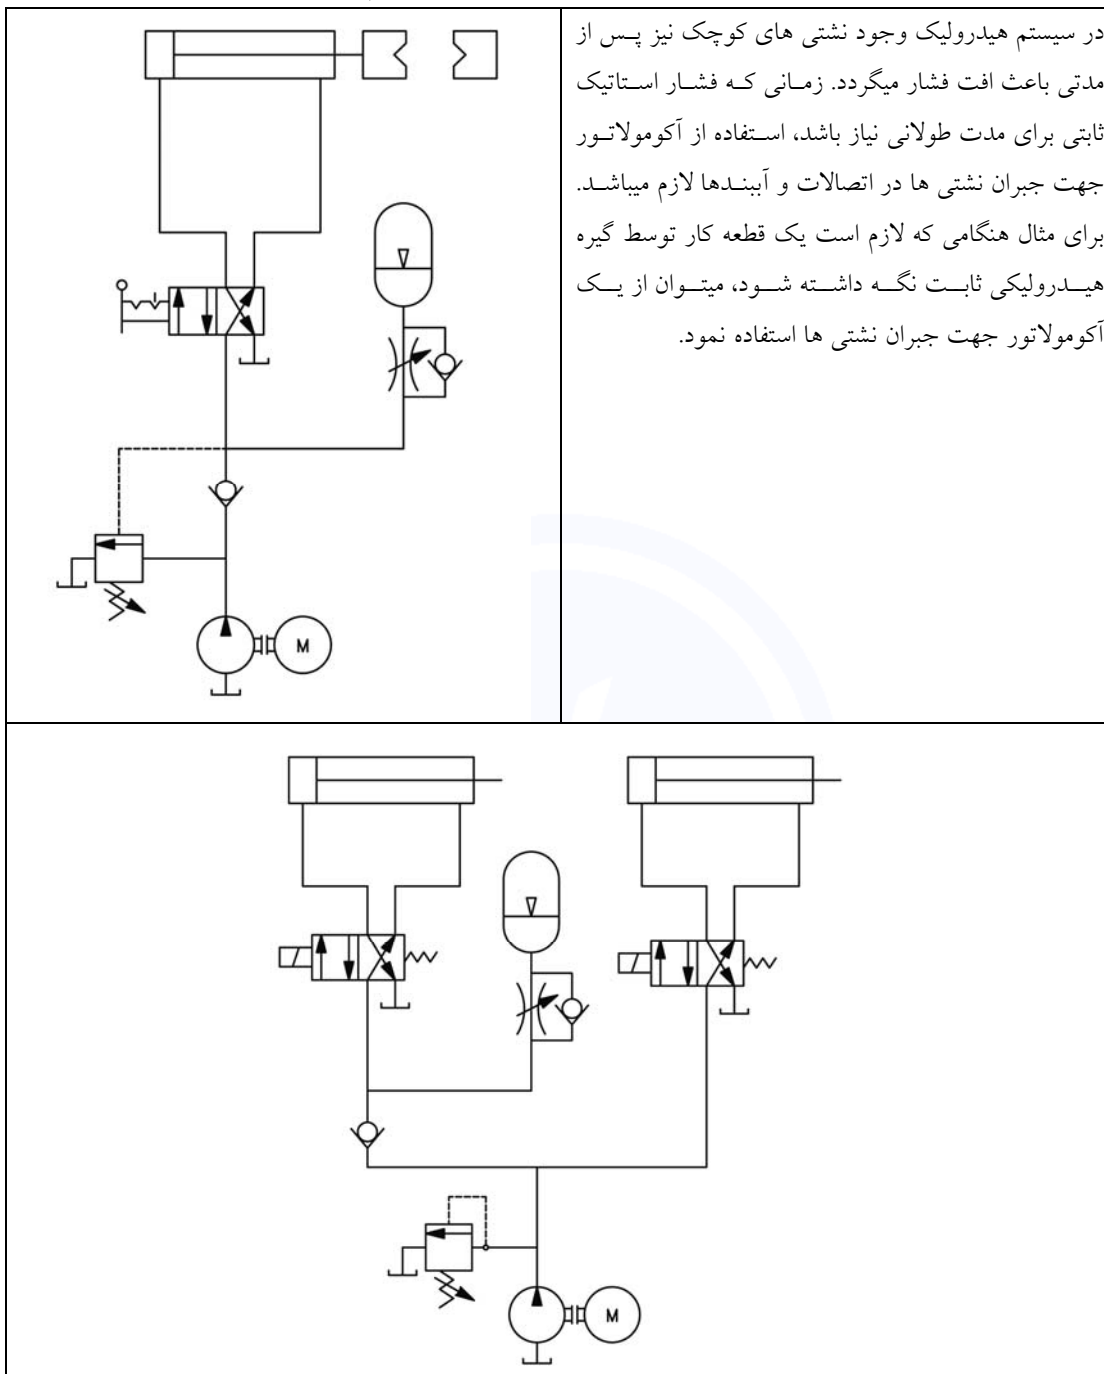 در سیستم هیدرولیک وجود نشتی های کوچک نیز پس از
مدتی باعث افت فشار میگردد. زمانی که فشار استاتیک
ثابتی برای مدت طولانی نیاز باشد، استفاده از آکومولاتور
جهت جبران نشتی ها در اتصالات و آببندها لازم میباشد.
برای مثال هنگامی که لازم است یک قطعه کار توسط گیره
هیدرولیکی ثابت نگه داشته شود، میتوان از یک
آکومولاتور جهت جبران نشتی ها استفاده نمود.
M
M